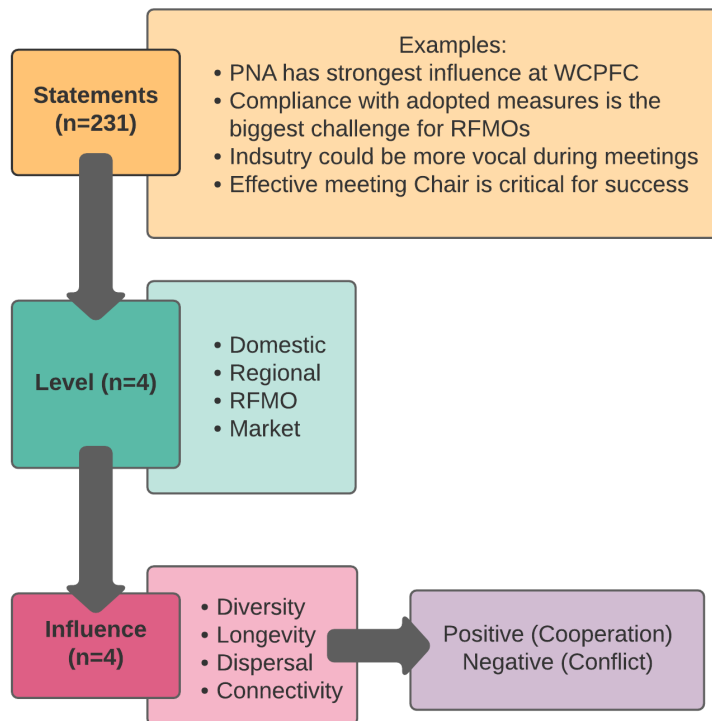 Examples:
Statements
(n=231)
• PNA has strongest influence at WCPFC
• Compliance with adopted measures is the
biggest challenge for RFMOs
• Indsutry could be more vocal during meetings
• Effective meeting Chair is critical for success
Level (n=4)
• Domestic
• Regional
• RFMO
• Market
Influence
(n=4)
• Diversity
• Longevity
• Dispersal
• Connectivity
Positive (Cooperation)
Negative (Conflict)